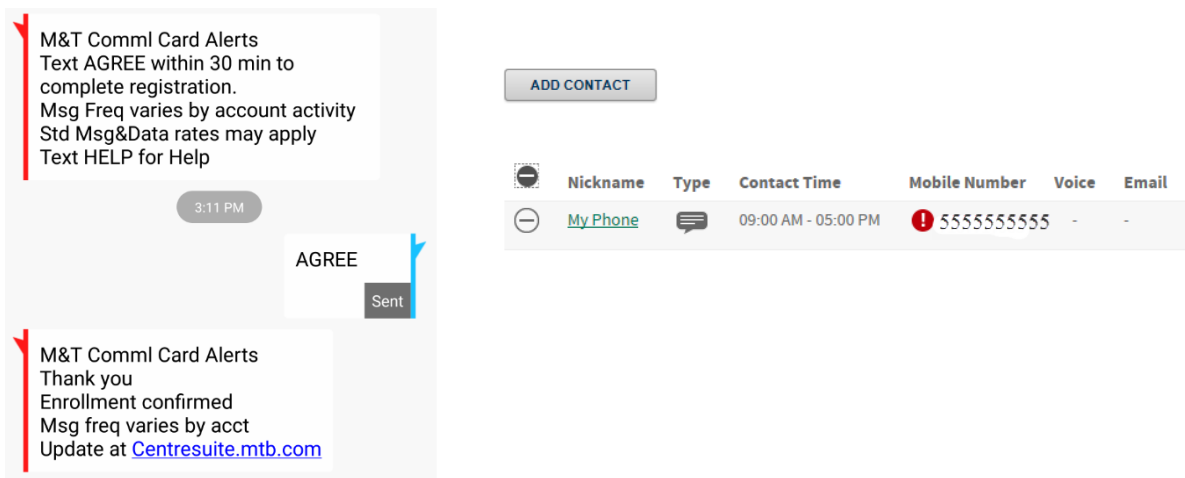 M&T Comml Card Alerts
Text AGREE within 30 min to
complete registration.
Msg Freq varies by account activity
Std Msg&Data rates may apply
Text HELP for Help
3:11 PM
AGREE
Sent
M&T Comml Card Alerts
Thank you
Enrollment confirmed
Msg freq varies by acct
Update at Centresuite.mtb.com
ADD CONTACT
Nickname Type Contact Time Mobile Number Voice Email
My Phone 09:00 AM - 05:00 PM 5555555555 - -